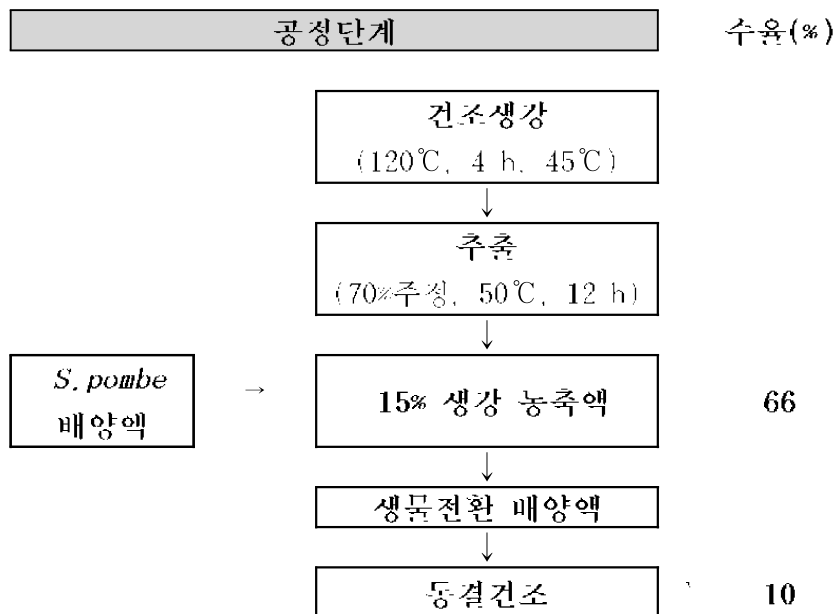 공정단계 수율(%)
건조생강
(120℃, 4 h, 45℃)
↓
추출
(70%주정, 50℃, 12 h)
↓
S. pombe
배양액
→
15% 생강 농축액 66
↓
생물전환 배양액
↓
동결건조 10